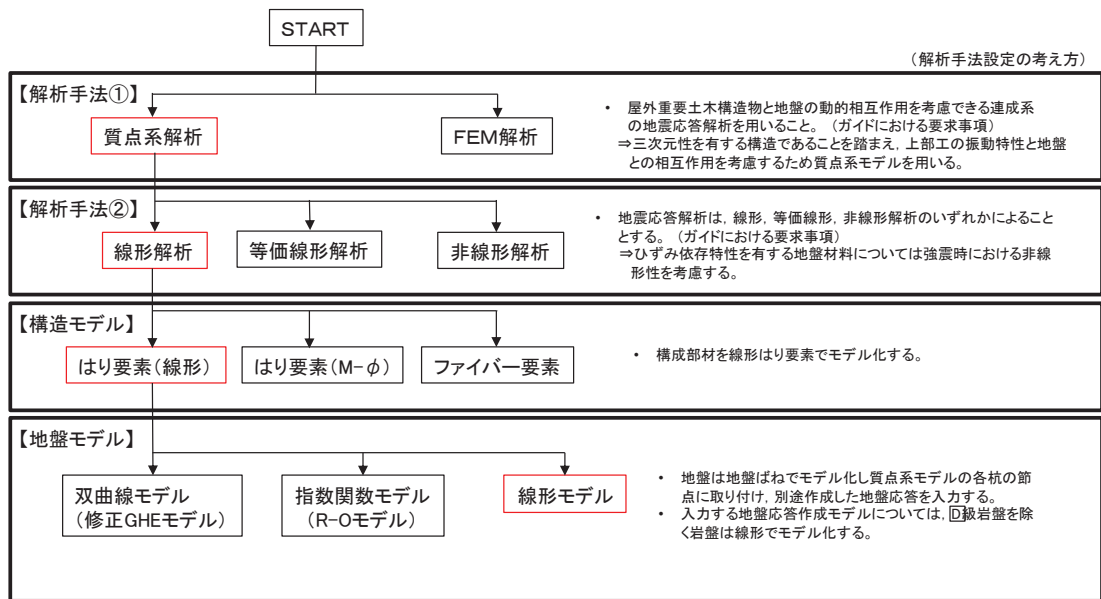 START
(解析手法設定の考え方)
【解析手法①】
質点系解析
FEM解析
・ 屋外重要土木構造物と地盤の動的相互作用を考慮できる連成系
の地震応答解析を用いること。（ガイドにおける要求事項）
⇒三次元性を有する構造であることを踏まえ，上部工の振動特性と地盤
との相互作用を考慮するため質点系モデルを用いる。
【解析手法②】
線形解析
等価線形解析
非線形解析
・ 地震応答解析は，線形，等価線形，非線形解析のいずれかによること
とする。（ガイドにおける要求事項）
⇒ひずみ依存特性を有する地盤材料については強震時における非線
形性を考慮する。
【構造モデル】
はり要素（線形）
はり要素（M-φ）
ファイバー要素
・ 構成部材を線形はり要素でモデル化する。
【地盤モデル】
双曲線モデル
（修正GHEモデル）
指数関数モデル
（R-Oモデル）
線形モデル
・ 地盤は地盤ばねでモデル化し質点系モデルの各杭の節
点に取り付け，別途作成した地盤応答を入力する。
・ 入力する地盤応答作成モデルについては，D級岩盤を除
く岩盤は線形でモデル化する。